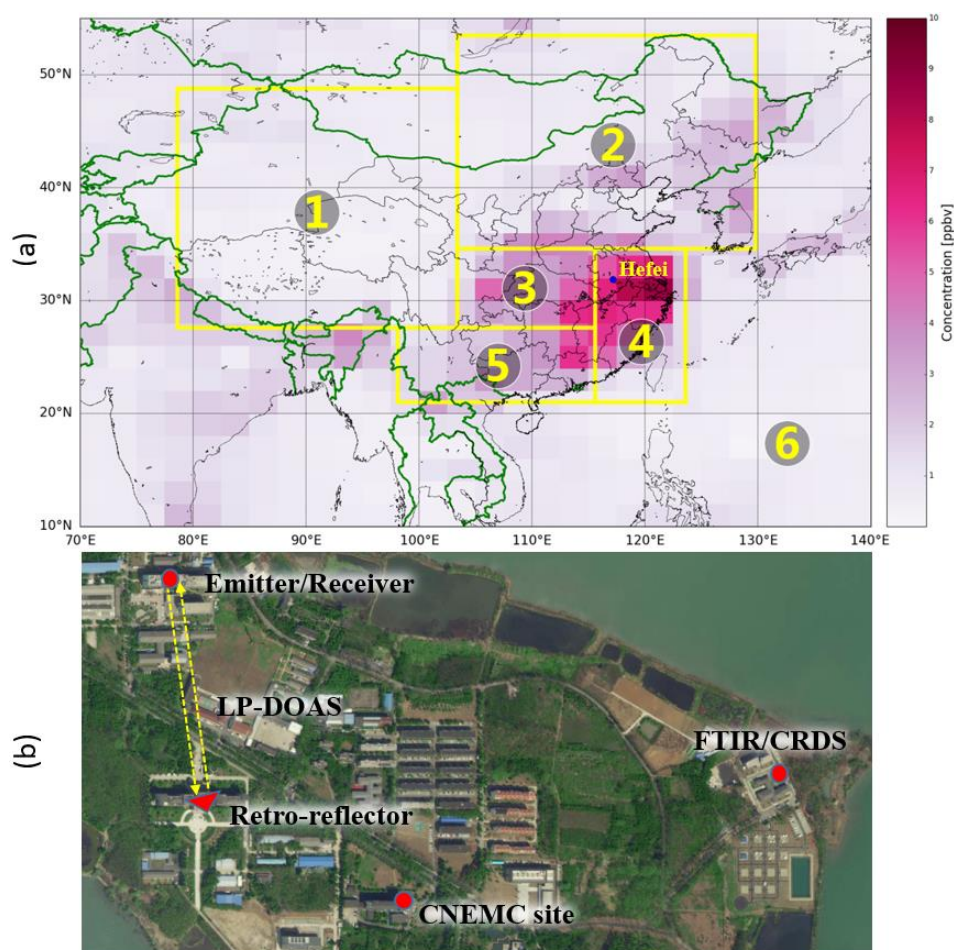 (a)
50°N
40°N
30°N
20°N
10°N
70°E
80°E
90°E
100°E
110°E
120°E
130°E
140°E
1
2
3
Hefei
4
5
6
10
9
8
7
6
5
4
3
2
1
Concentration [ppbv]
(b)
Emitter/Receiver
LP-DOAS
FTIR/CRDS
Retro-reflector
CNEMC site